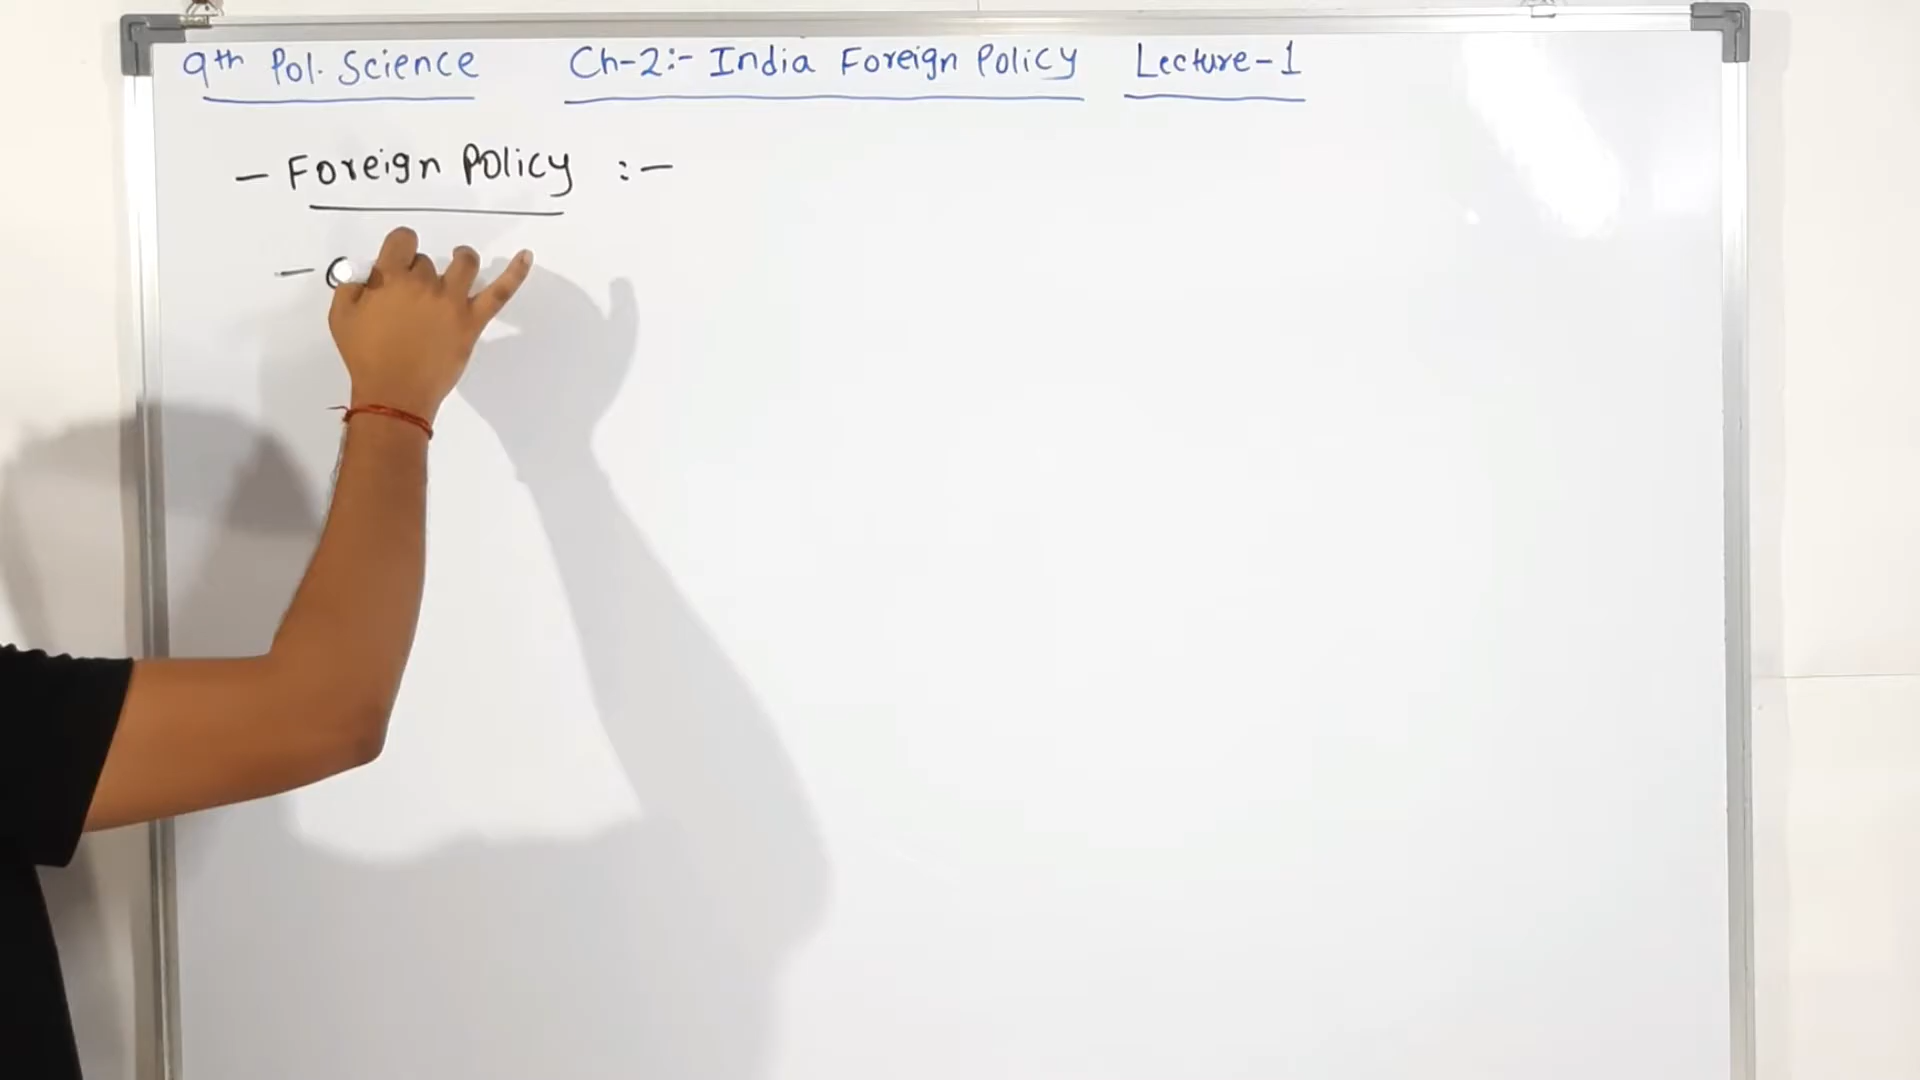 9th Pol. Science Ch-2:- India Foreign Policy Lecture-1
- Foreign Policy :-
-